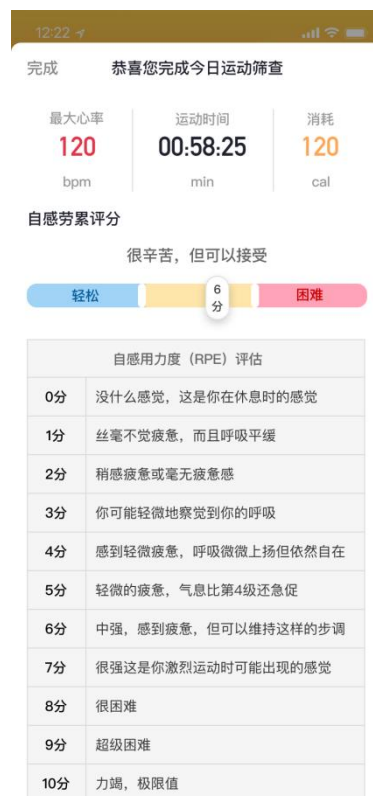 12:22
完成 恭喜您完成今日运动筛查
最大心率 运动时间 消耗
120 00:58:25 120
bpm min cal
自感劳累评分
很辛苦，但可以接受
轻松 6分 困难
自感用力度（RPE）评估
0分 没什么感觉，这是你在休息时的感觉
1分 丝毫不觉疲惫，而且呼吸平缓
2分 稍感疲惫或毫无疲惫感
3分 你可能轻微地察觉到你的呼吸
4分 感到轻微疲惫，呼吸微微上扬但依然自在
5分 轻微的疲惫，气息比第4级还急促
6分 中强，感到疲惫，但可以维持这样的步调
7分 很强这是你激烈运动时可能出现的感觉
8分 很困难
9分 超级困难
10分 力竭，极限值